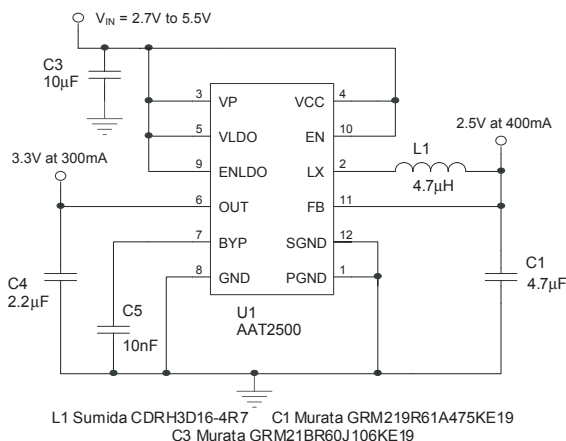 V_IN = 2.7V to 5.5V
C3
10μF
3 VP VCC 4
5 VLDO EN 10
2.5V at 400mA
3.3V at 300mA
9 ENLDO LX 2
L1
4.7μH
6 OUT FB 11
7 BYP SGND 12
8 GND PGND 1
C4
2.2μF
C5
10nF
C1
4.7μF
U1
AAT2500
L1 Sumida CDRH3D16-4R7 C1 Murata GRM219R61A475KE19
C3 Murata GRM21BR60J106KE19